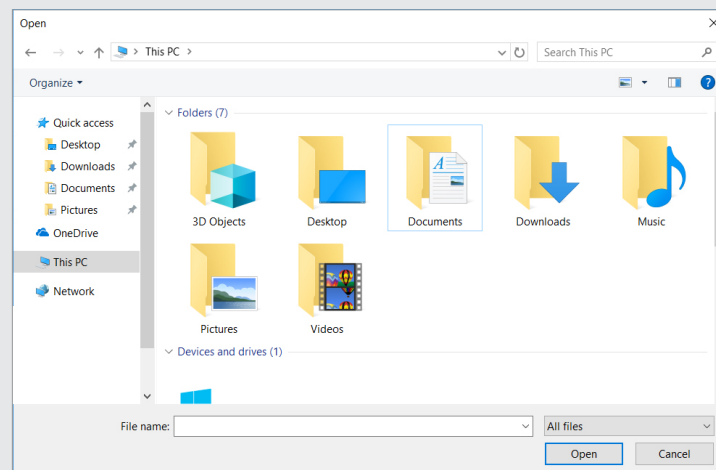 Open
This PC
Search This PC
Organize
Quick access
Desktop
Downloads
Documents
Pictures
OneDrive
This PC
Network
Folders (7)
3D Objects
Desktop
Documents
Downloads
Music
Pictures
Videos
Devices and drives (1)
File name:
All files
Open
Cancel